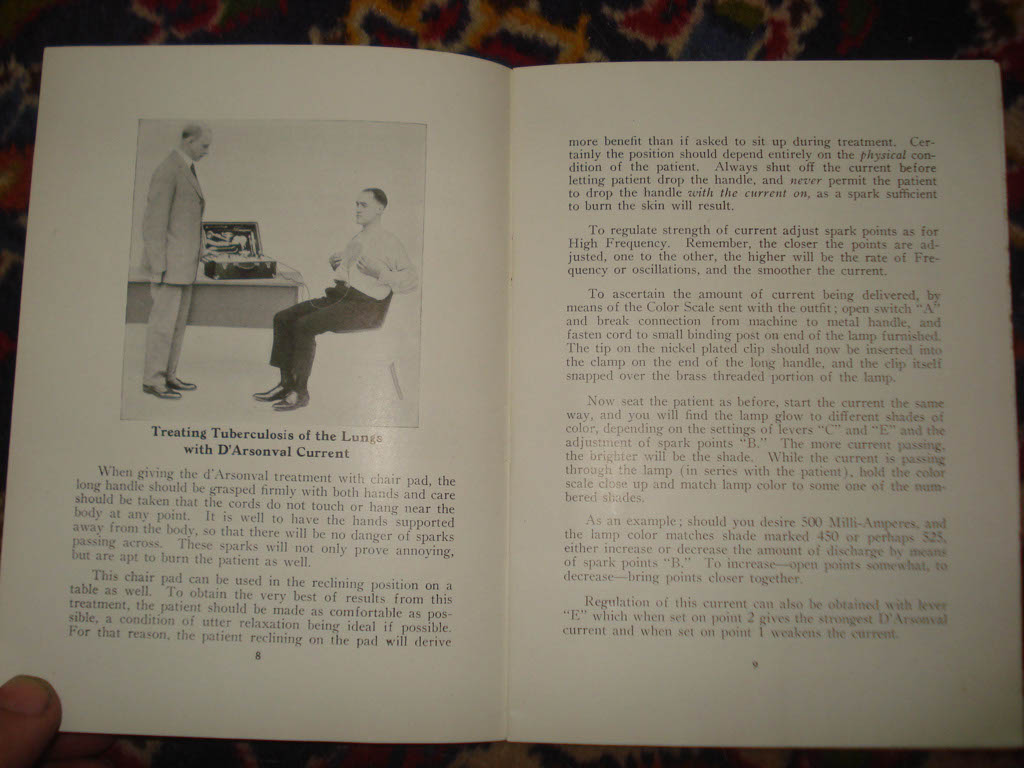 Treating Tuberculosis of the Lungs
with D'Arsonval Current
When giving the d'Arsonval treatment with chair pad, the
long handle should be grasped firmly with both hands and care
should be taken that the cords do not touch or hang near the
body at any point. It is well to have the hands supported
away from the body, so that there will be no danger of sparks
passing across. These sparks will not only prove annoying,
but are apt to burn the patient as well.
This chair pad can be used in the reclining position on a
table as well. To obtain the very best of results from this
treatment, the patient should be made as comfortable as pos-
sible, a condition of utter relaxation being ideal if possible.
For that reason, the patient reclining on the pad will derive
8
more benefit than if asked to sit up during treatment. Cer-
tainly the position should depend entirely on the physical con-
dition of the patient. Always shut off the current before
letting patient drop the handle, and never permit the patient
to drop the handle with the current on, as a spark sufficient
to burn the skin will result.
To regulate strength of current adjust spark points as for
High Frequency. Remember, the closer the points are ad-
justed, one to the other, the higher will be the rate of Fre-
quency or oscillations, and the smoother the current.
To ascertain the amount of current being delivered, by
means of the Color Scale sent with the outfit; open switch "A"
and break connection from machine to metal handle, and
fasten cord to small binding post on end of the lamp furnished.
The tip on the nickel plated clip should now be inserted into
the clamp on the end of the long handle, and the clip itself
snapped over the brass threaded portion of the lamp.
Now seat the patient as before, start the current the same
way, and you will find the lamp glow to different shades of
color, depending on the settings of levers "C" and "E" and the
adjustment of spark points "B." The more current passing,
the brighter will be the shade. While the current is passing
through the lamp (in series with the patient), hold the color
scale close up and match lamp color to some one of the num-
bered shades.
As an example; should you desire 500 Milli-Amperes, and
the lamp color matches shade marked 450 or perhaps 525,
either increase or decrease the amount of discharge by means
of spark points "B." To increase—open points somewhat, to
decrease—bring points closer together.
Regulation of this current can also be obtained with lever
"E" which when set on point 2 gives the strongest D'Arsonval
current and when set on point 1 weakens the current.
9